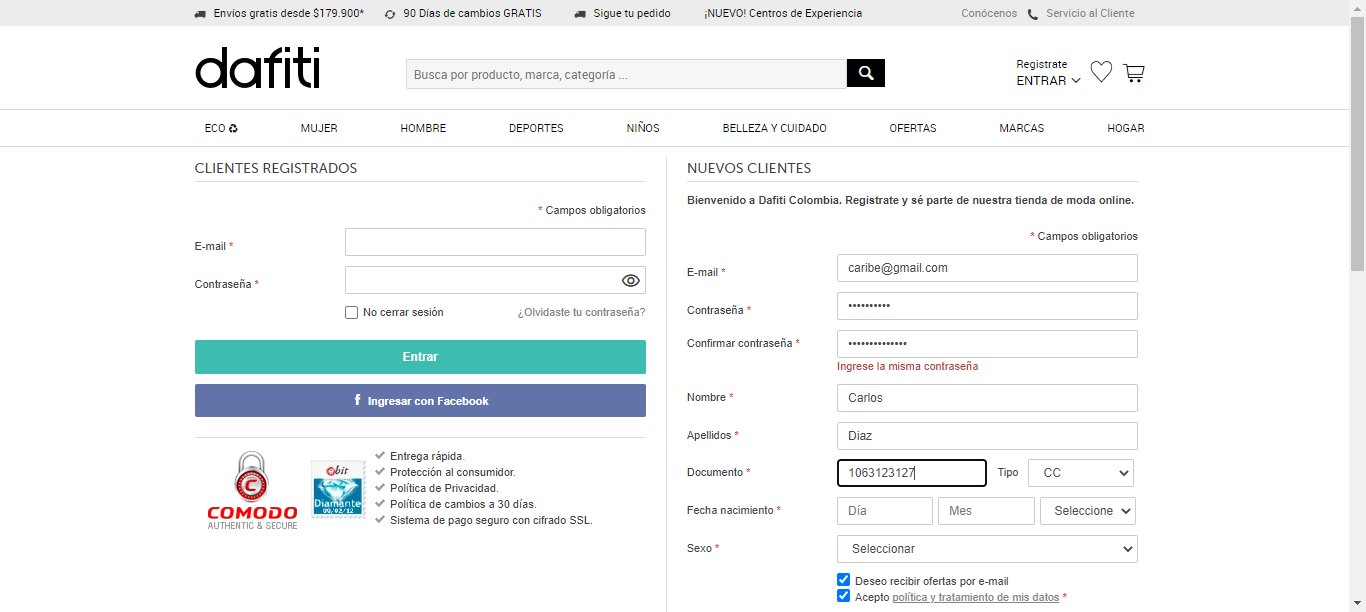 Envíos gratis desde $179.900* 90 Días de cambios GRATIS Sigue tu pedido ¡NUEVO! Centros de Experiencia Conócenos Servicio al Cliente
dafiti
Busca por producto, marca, categoría ...
Registrate
ENTRAR
ECO MUJER HOMBRE DEPORTES NIÑOS BELLEZA Y CUIDADO OFERTAS MARCAS HOGAR
CLIENTES REGISTRADOS
* Campos obligatorios
E-mail *
Contraseña *
No cerrar sesión ¿Olvidaste tu contraseña?
Entrar
f Ingresar con Facebook
COMODO
AUTHENTIC & SECURE
ebit
Diamante
09/02/12
Entrega rápida.
Protección al consumidor.
Política de Privacidad.
Política de cambios a 30 días.
Sistema de pago seguro con cifrado SSL.
NUEVOS CLIENTES
Bienvenido a Dafiti Colombia. Registrate y sé parte de nuestra tienda de moda online.
* Campos obligatorios
E-mail * caribe@gmail.com
Contraseña * ••••••••••
Confirmar contraseña * ••••••••••••••
Ingrese la misma contraseña
Nombre * Carlos
Apellidos * Diaz
Documento * 1063123127 Tipo CC
Fecha nacimiento * Día Mes Seleccione
Sexo * Seleccionar
Deseo recibir ofertas por e-mail
Acepto política y tratamiento de mis datos *